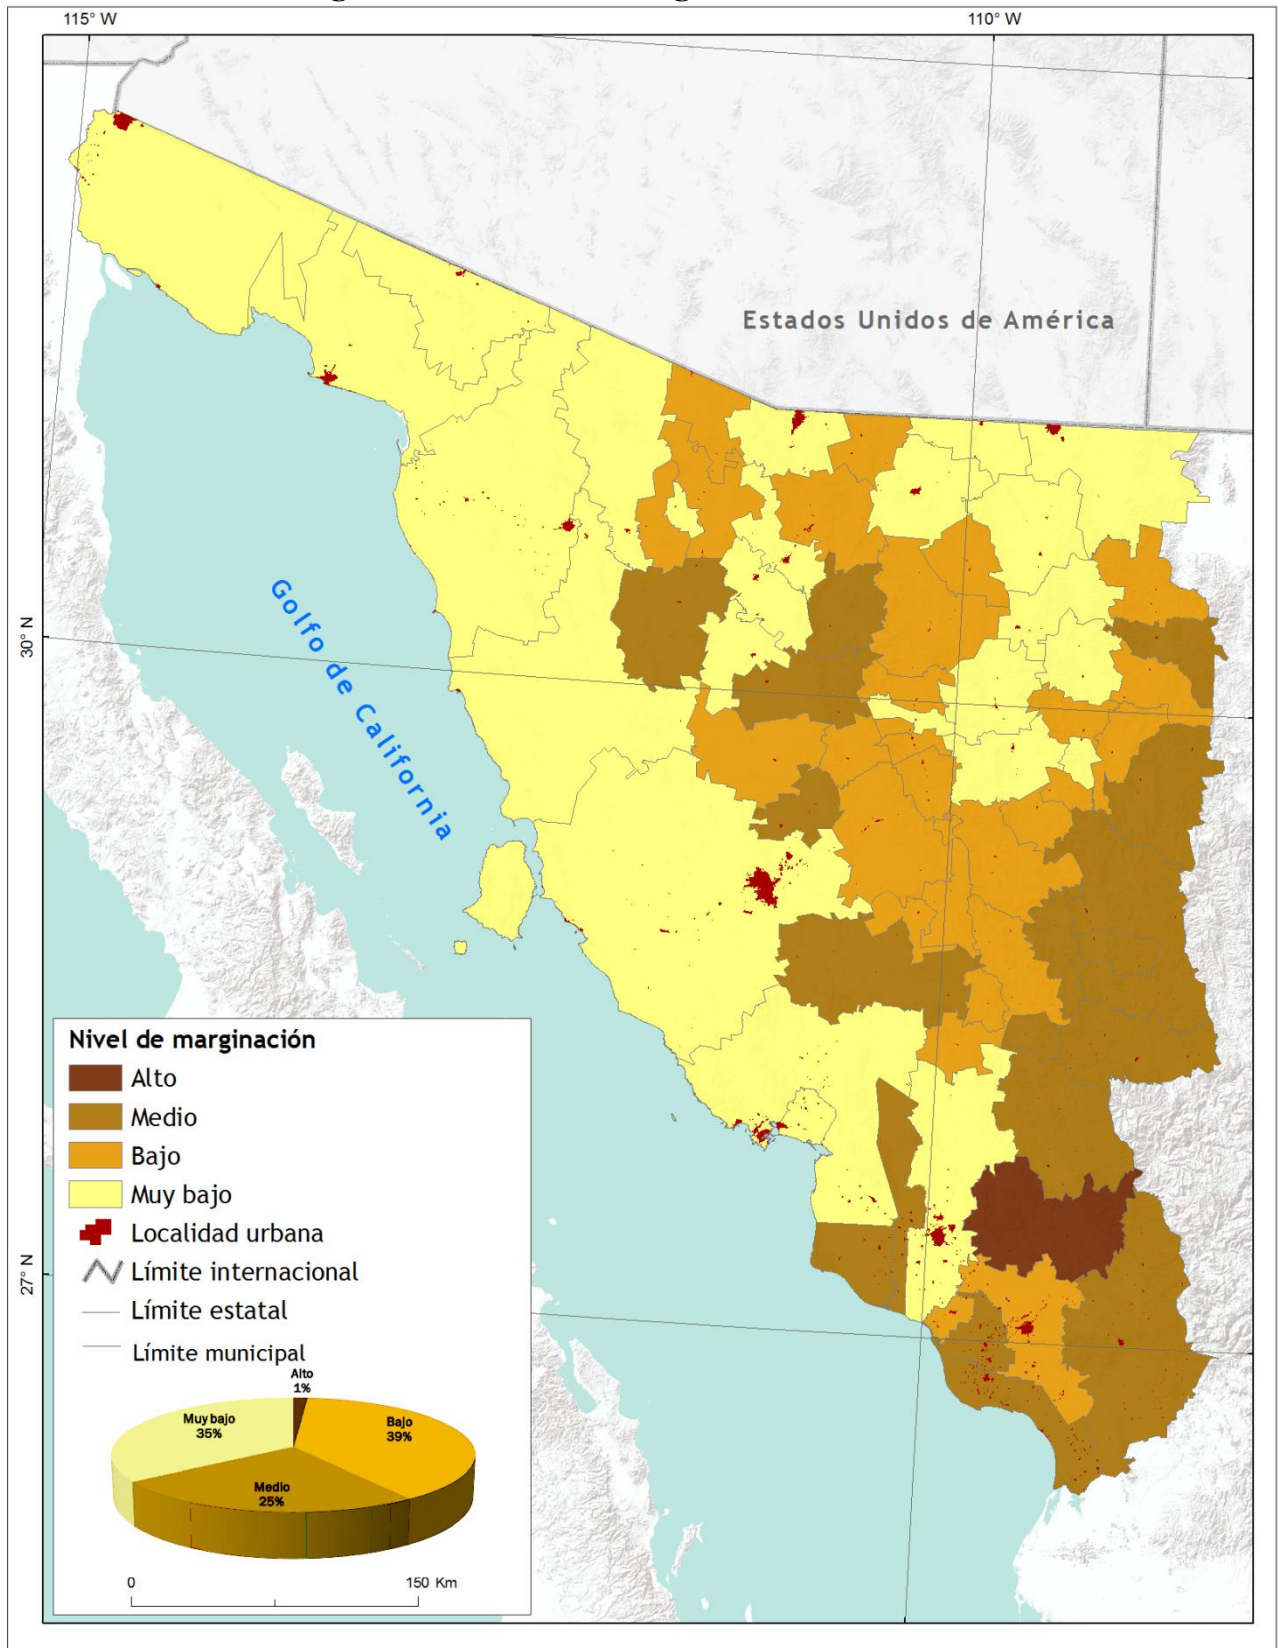 115° W
110° W
Estados Unidos de América
Golfo de California
30° N
27° N
Nivel de marginación
Alto
Medio
Bajo
Muy bajo
Localidad urbana
Límite internacional
Límite estatal
Límite municipal
Alto
1%
Muy bajo
35%
Bajo
39%
Medio
25%
0
150 Km